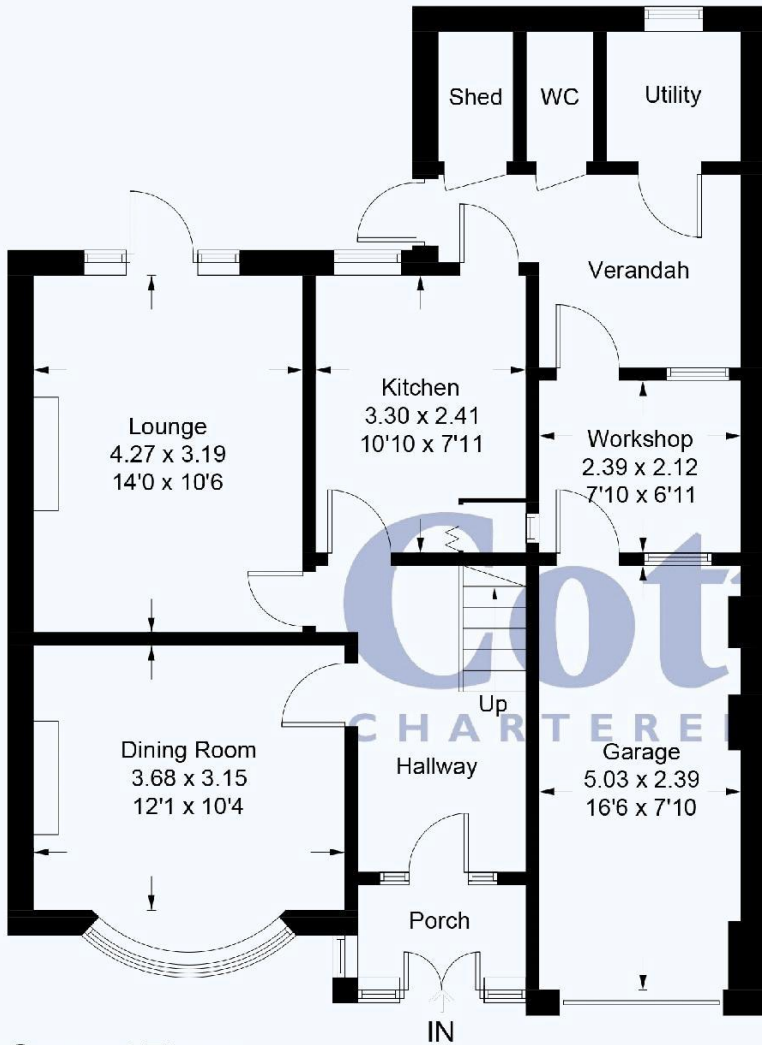 Shed
WC
Utility
Verandah
Kitchen
3.30 x 2.41
10'10 x 7'11
Lounge
4.27 x 3.19
14'0 x 10'6
Workshop
2.39 x 2.12
7'10 x 6'11
Cot
CHARTERE
Up
Dining Room
3.68 x 3.15
12'1 x 10'4
Hallway
Garage
5.03 x 2.39
16'6 x 7'10
Porch
IN